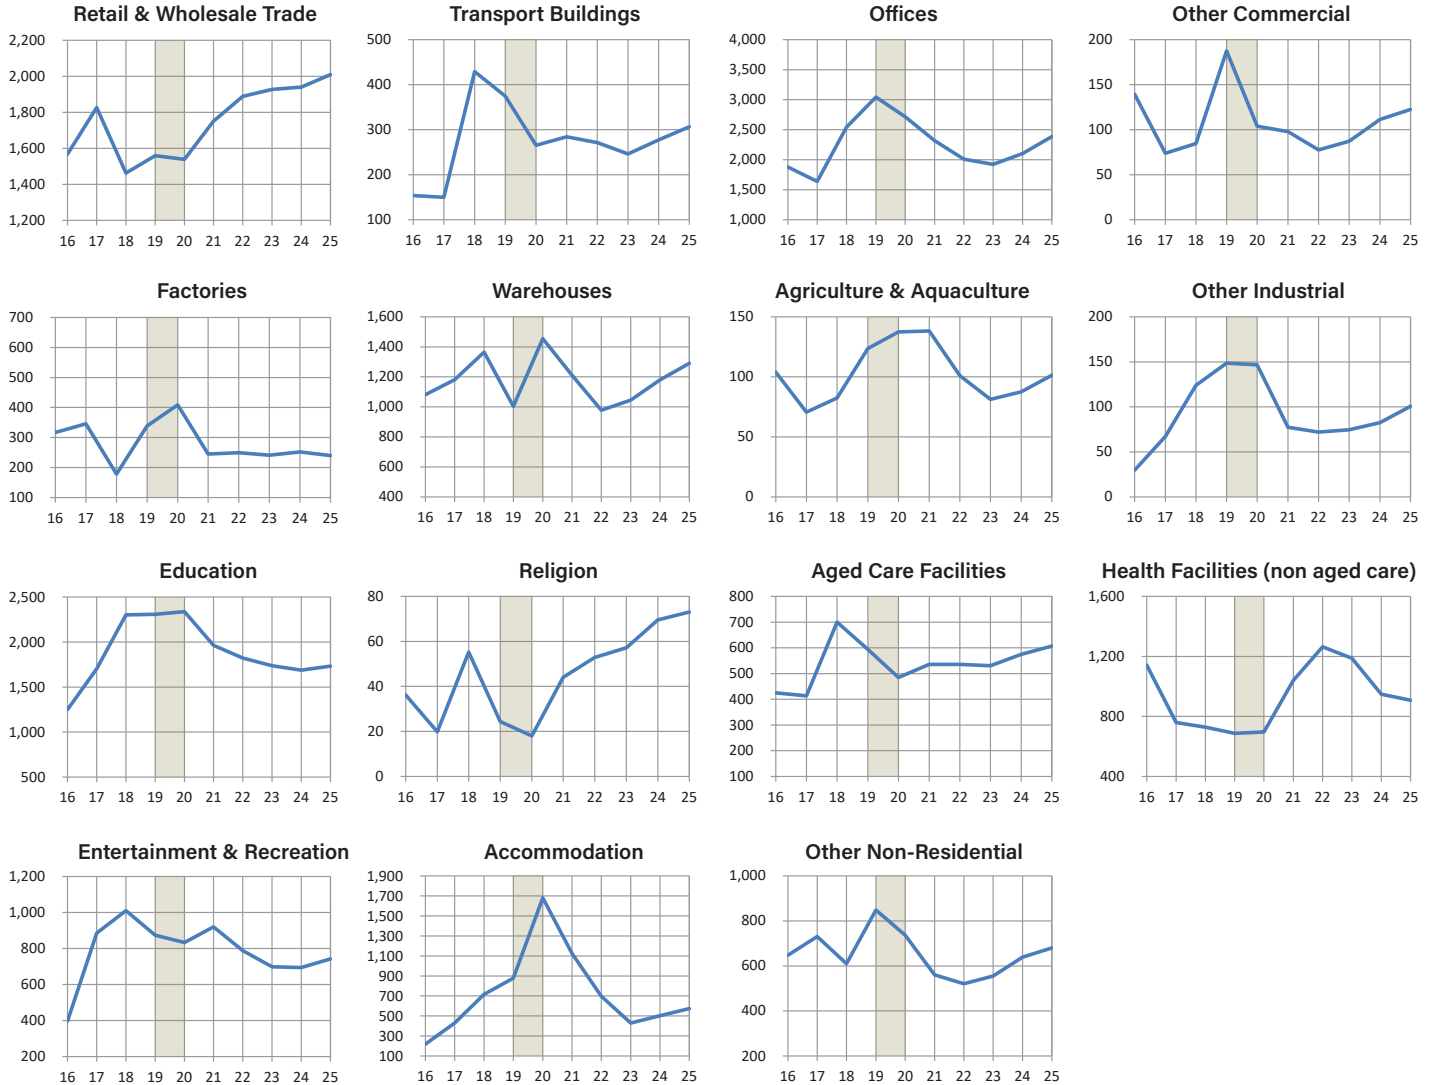 Retail & Wholesale Trade
2,200
2,000
1,800
1,600
1,400
1,200
16 17 18 19 20 21 22 23 24 25
Transport Buildings
500
400
300
200
100
16 17 18 19 20 21 22 23 24 25
Offices
4,000
3,500
3,000
2,500
2,000
1,500
1,000
16 17 18 19 20 21 22 23 24 25
Other Commercial
200
150
100
50
0
16 17 18 19 20 21 22 23 24 25
Factories
700
600
500
400
300
200
100
16 17 18 19 20 21 22 23 24 25
Warehouses
1,600
1,400
1,200
1,000
800
600
400
16 17 18 19 20 21 22 23 24 25
Agriculture & Aquaculture
150
100
50
0
16 17 18 19 20 21 22 23 24 25
Other Industrial
200
150
100
50
0
16 17 18 19 20 21 22 23 24 25
Education
2,500
2,000
1,500
1,000
500
16 17 18 19 20 21 22 23 24 25
Religion
80
60
40
20
0
16 17 18 19 20 21 22 23 24 25
Aged Care Facilities
800
700
600
500
400
300
200
100
16 17 18 19 20 21 22 23 24 25
Health Facilities (non aged care)
1,600
1,200
800
400
16 17 18 19 20 21 22 23 24 25
Entertainment & Recreation
1,200
1,000
800
600
400
200
16 17 18 19 20 21 22 23 24 25
Accommodation
1,900
1,700
1,500
1,300
1,100
900
700
500
300
100
16 17 18 19 20 21 22 23 24 25
Other Non-Residential
1,000
800
600
400
200
16 17 18 19 20 21 22 23 24 25